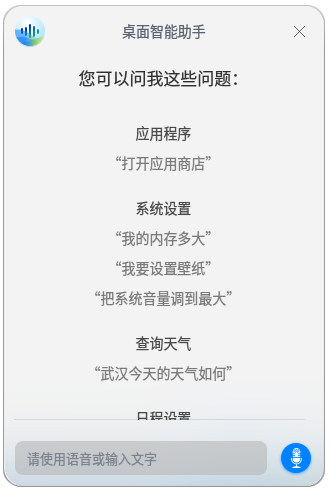 桌面智能助手
您可以问我这些问题：
应用程序
“打开应用商店”
系统设置
“我的内存多大”
“我要设置壁纸”
“把系统音量调到最大”
查询天气
“武汉今天的天气如何”
日程设置
请使用语音或输入文字